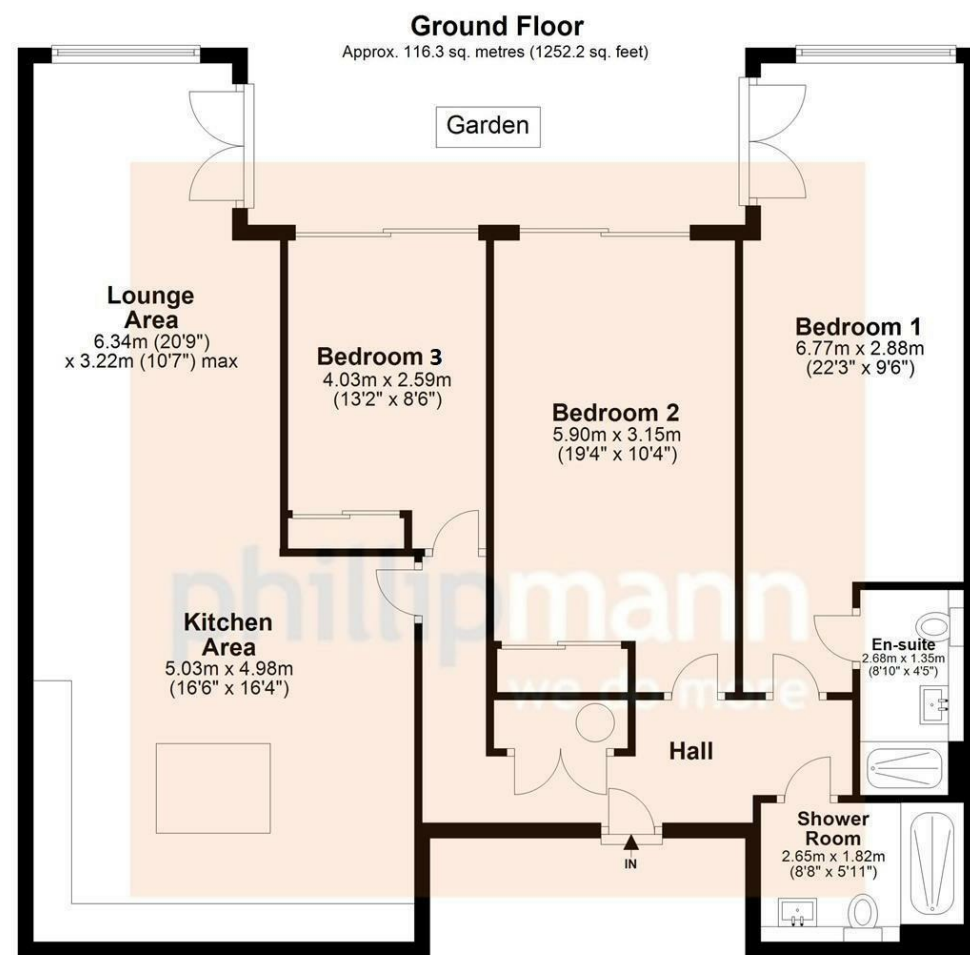 Ground Floor
Approx. 116.3 sq. metres (1252.2 sq. feet)
Garden
Lounge
Area
6.34m (20'9")
x 3.22m (10'7") max
Bedroom 3
4.03m x 2.59m
(13'2" x 8'6")
Bedroom 2
5.90m x 3.15m
(19'4" x 10'4")
Bedroom 1
6.77m x 2.88m
(22'3" x 9'6")
phillipmann
we do more
Kitchen
Area
5.03m x 4.98m
(16'6" x 16'4")
En-suite
2.68m x 1.35m
(8'10" x 4'5")
Hall
Shower
Room
2.65m x 1.82m
(8'8" x 5'11")
IN